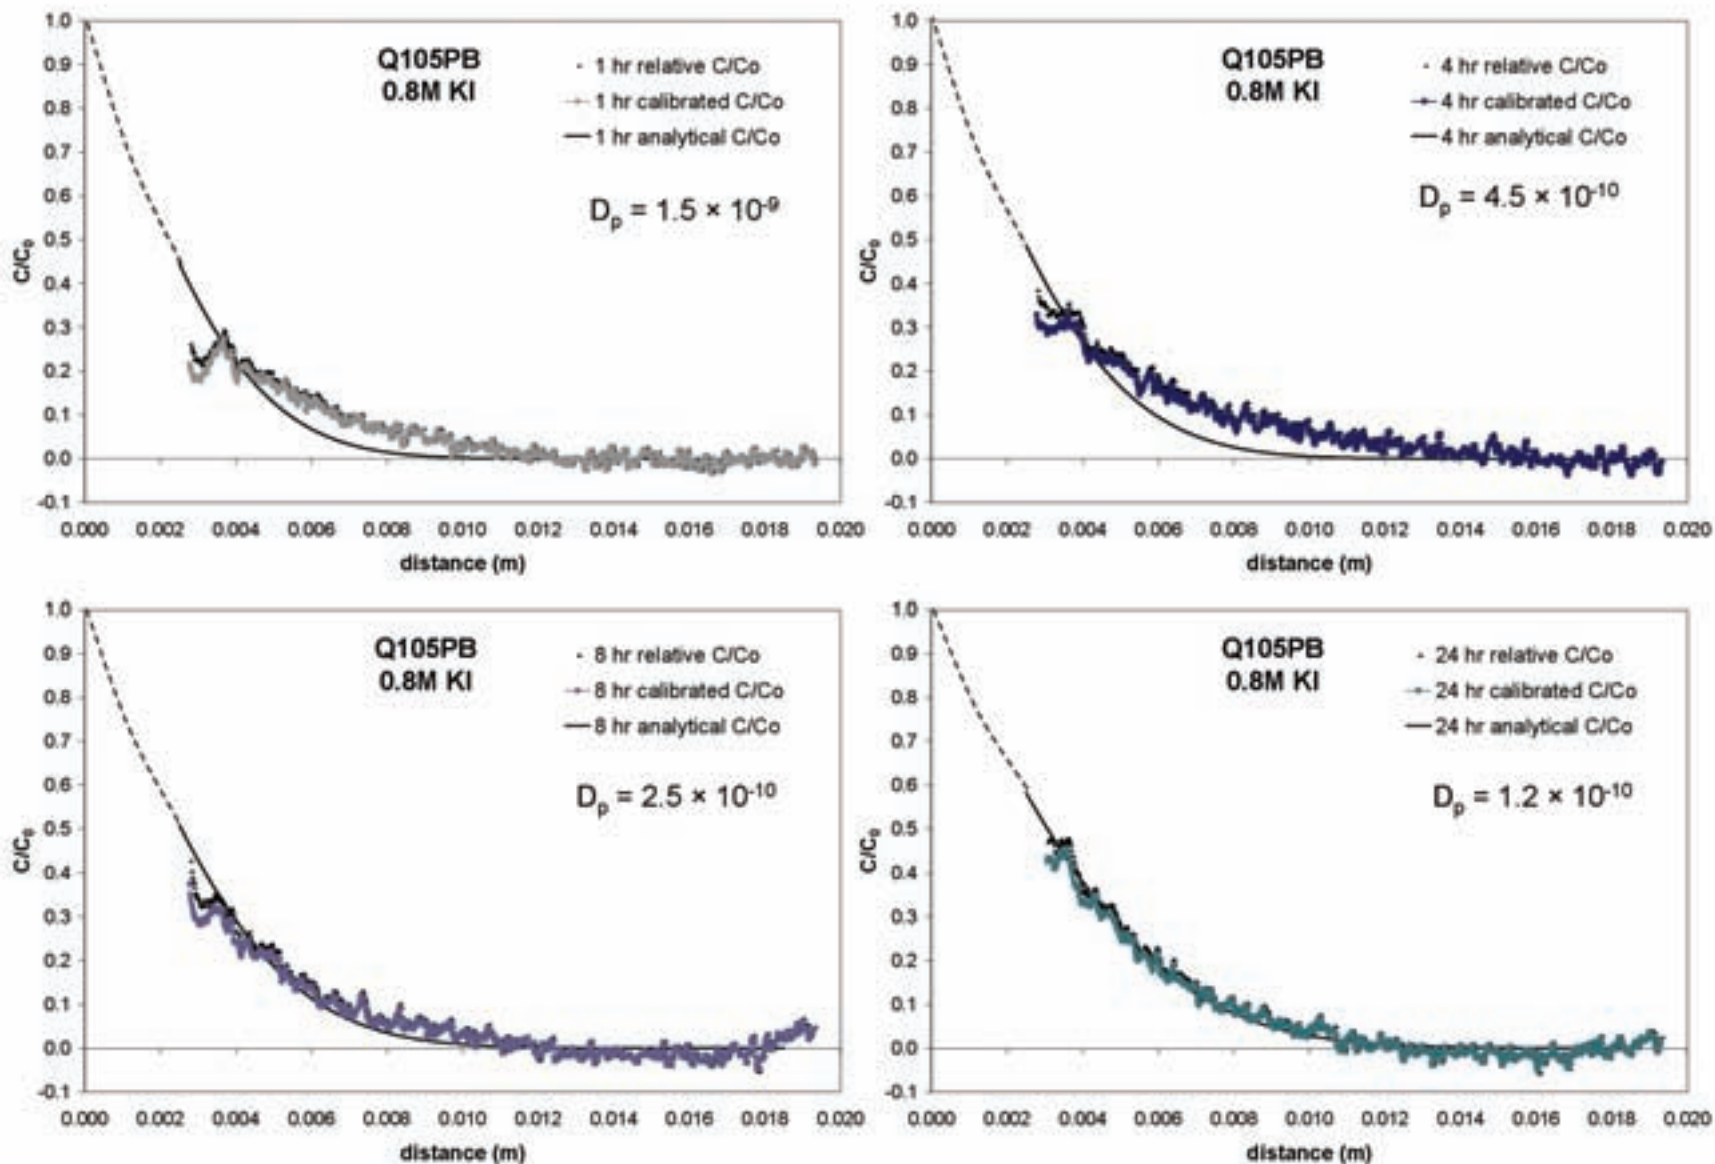 Q105PB
0.8M KI
1 hr relative C/Co
1 hr calibrated C/Co
1 hr analytical C/Co
Dp = 1.5 × 10-9
1.0
0.9
0.8
0.7
0.6
0.5
0.4
0.3
0.2
0.1
0.0
-0.1
C/C0
0.000 0.002 0.004 0.006 0.008 0.010 0.012 0.014 0.016 0.018 0.020
distance (m)
Q105PB
0.8M KI
4 hr relative C/Co
4 hr calibrated C/Co
4 hr analytical C/Co
Dp = 4.5 × 10-10
1.0
0.9
0.8
0.7
0.6
0.5
0.4
0.3
0.2
0.1
0.0
-0.1
C/C0
0.000 0.002 0.004 0.006 0.008 0.010 0.012 0.014 0.016 0.018 0.020
distance (m)
Q105PB
0.8M KI
8 hr relative C/Co
8 hr calibrated C/Co
8 hr analytical C/Co
Dp = 2.5 × 10-10
1.0
0.9
0.8
0.7
0.6
0.5
0.4
0.3
0.2
0.1
0.0
-0.1
C/C0
0.000 0.002 0.004 0.006 0.008 0.010 0.012 0.014 0.016 0.018 0.020
distance (m)
Q105PB
0.8M KI
24 hr relative C/Co
24 hr calibrated C/Co
24 hr analytical C/Co
Dp = 1.2 × 10-10
1.0
0.9
0.8
0.7
0.6
0.5
0.4
0.3
0.2
0.1
0.0
-0.1
C/C0
0.000 0.002 0.004 0.006 0.008 0.010 0.012 0.014 0.016 0.018 0.020
distance (m)